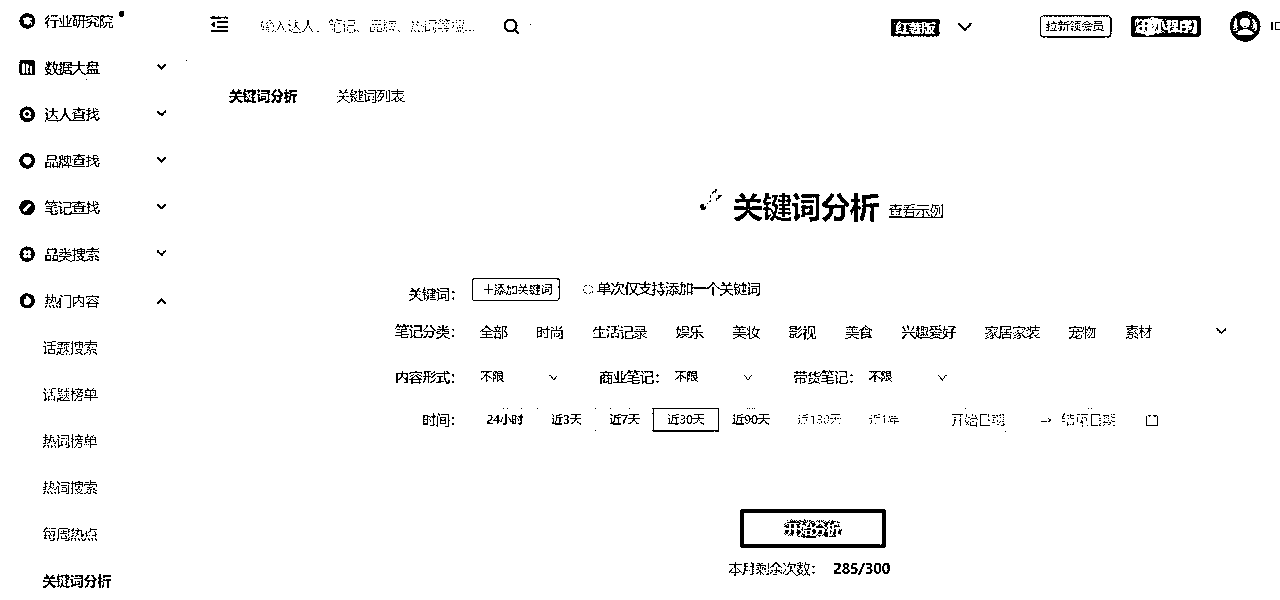 行业研究院
输入达人、笔记、品牌、热词等搜...
红薯版
拉新领会员
ID
数据大盘
达人查找
品牌查找
笔记查找
品类搜索
热门内容
话题搜索
话题榜单
热词榜单
热词搜索
每周热点
关键词分析
关键词分析 关键词列表
关键词分析 查看示例
关键词: 十添加关键词 单次仅支持添加一个关键词
笔记分类: 全部 时尚 生活记录 娱乐 美妆 影视 美食 兴趣爱好 家居家装 宠物 素材
内容形式: 不限 商业笔记: 不限 带货笔记: 不限
时间: 24小时 近3天 近7天 近30天 近90天 近180天 近1年 开始日期 → 结束日期
开始分析
本月剩余次数: 285/300